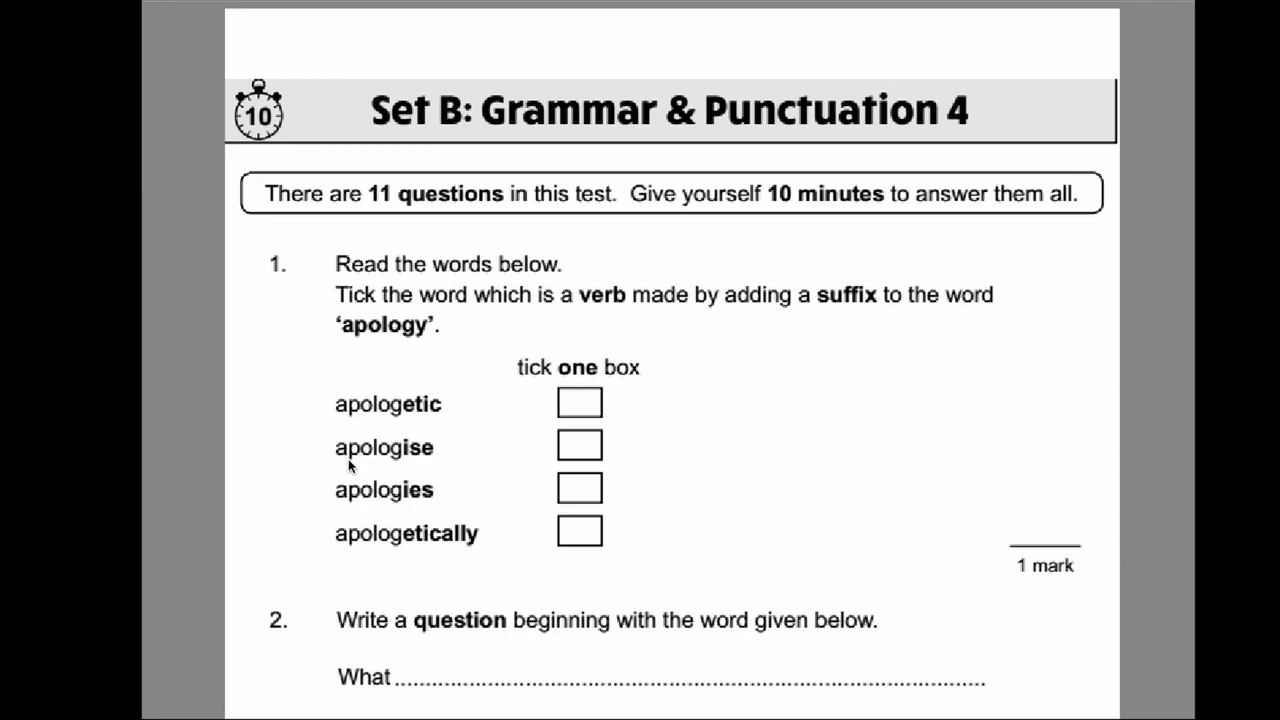 10
Set B: Grammar & Punctuation 4
There are 11 questions in this test. Give yourself 10 minutes to answer them all.
1. Read the words below.
Tick the word which is a verb made by adding a suffix to the word
‘apology’.
tick one box
apologetic
apologise
apologies
apologetically
1 mark
2. Write a question beginning with the word given below.
What ................................................................................................